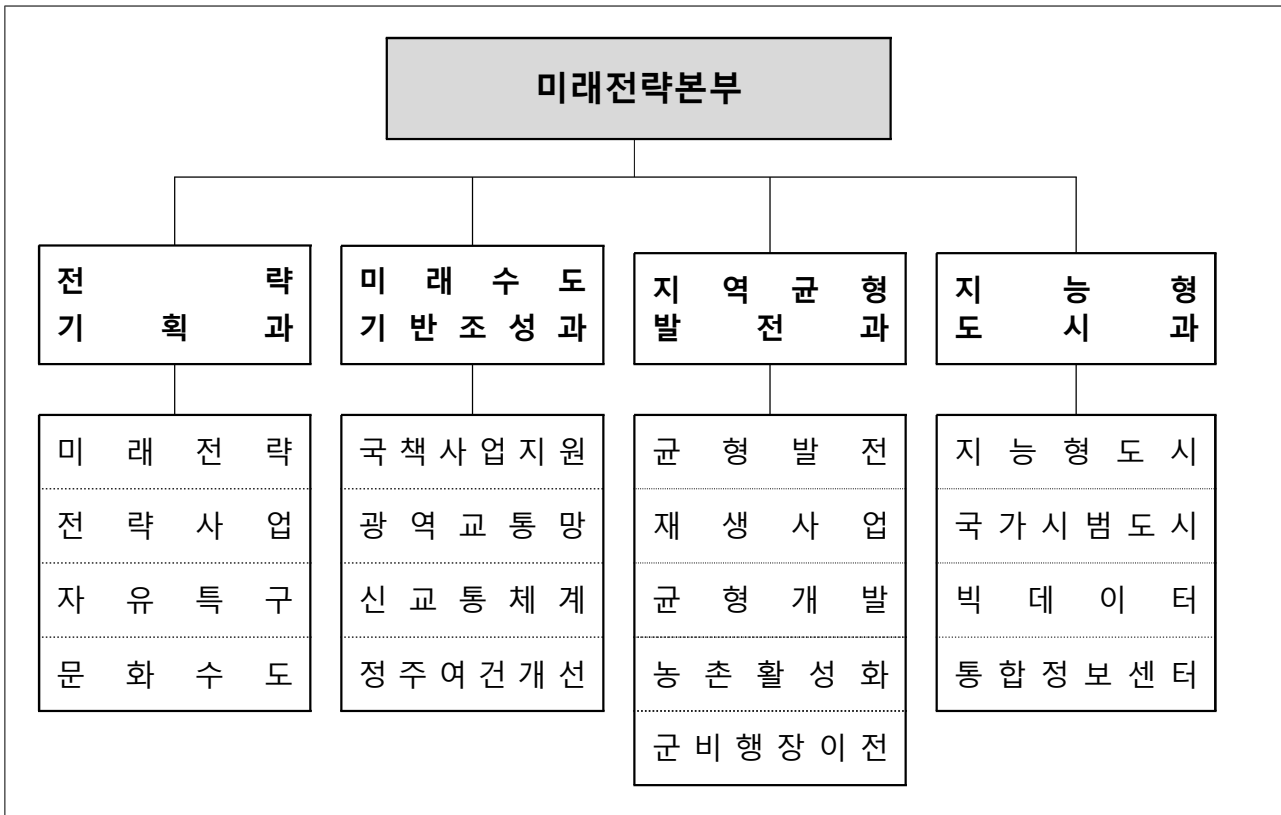 미래전략본부
전략
기획과
미래수도
기반조성과
지역균형
발전과
지능형
도시과
미래전략
전략사업
자유특구
문화수도
국책사업지원
광역교통망
신교통체계
정주여건개선
균형발전
재생사업
균형개발
농촌활성화
군비행장이전
지능형도시
국가시범도시
빅데이터
통합정보센터